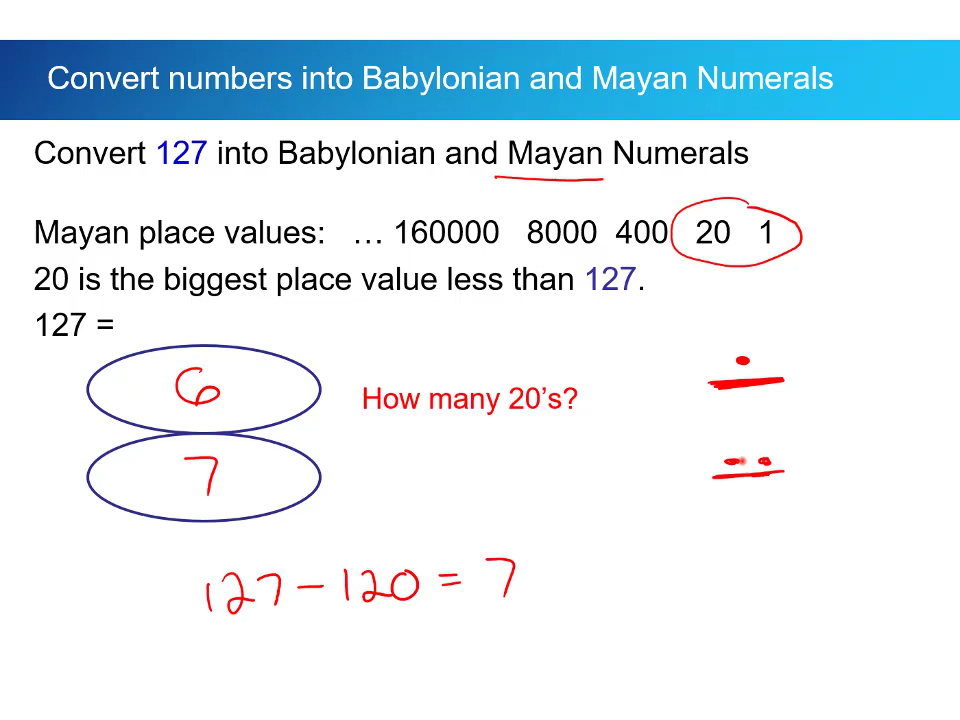 Convert numbers into Babylonian and Mayan Numerals
Convert 127 into Babylonian and Mayan Numerals
Mayan place values: … 160000 8000 400 20 1
20 is the biggest place value less than 127.
127 =
6
How many 20's?
7
127 - 120 = 7